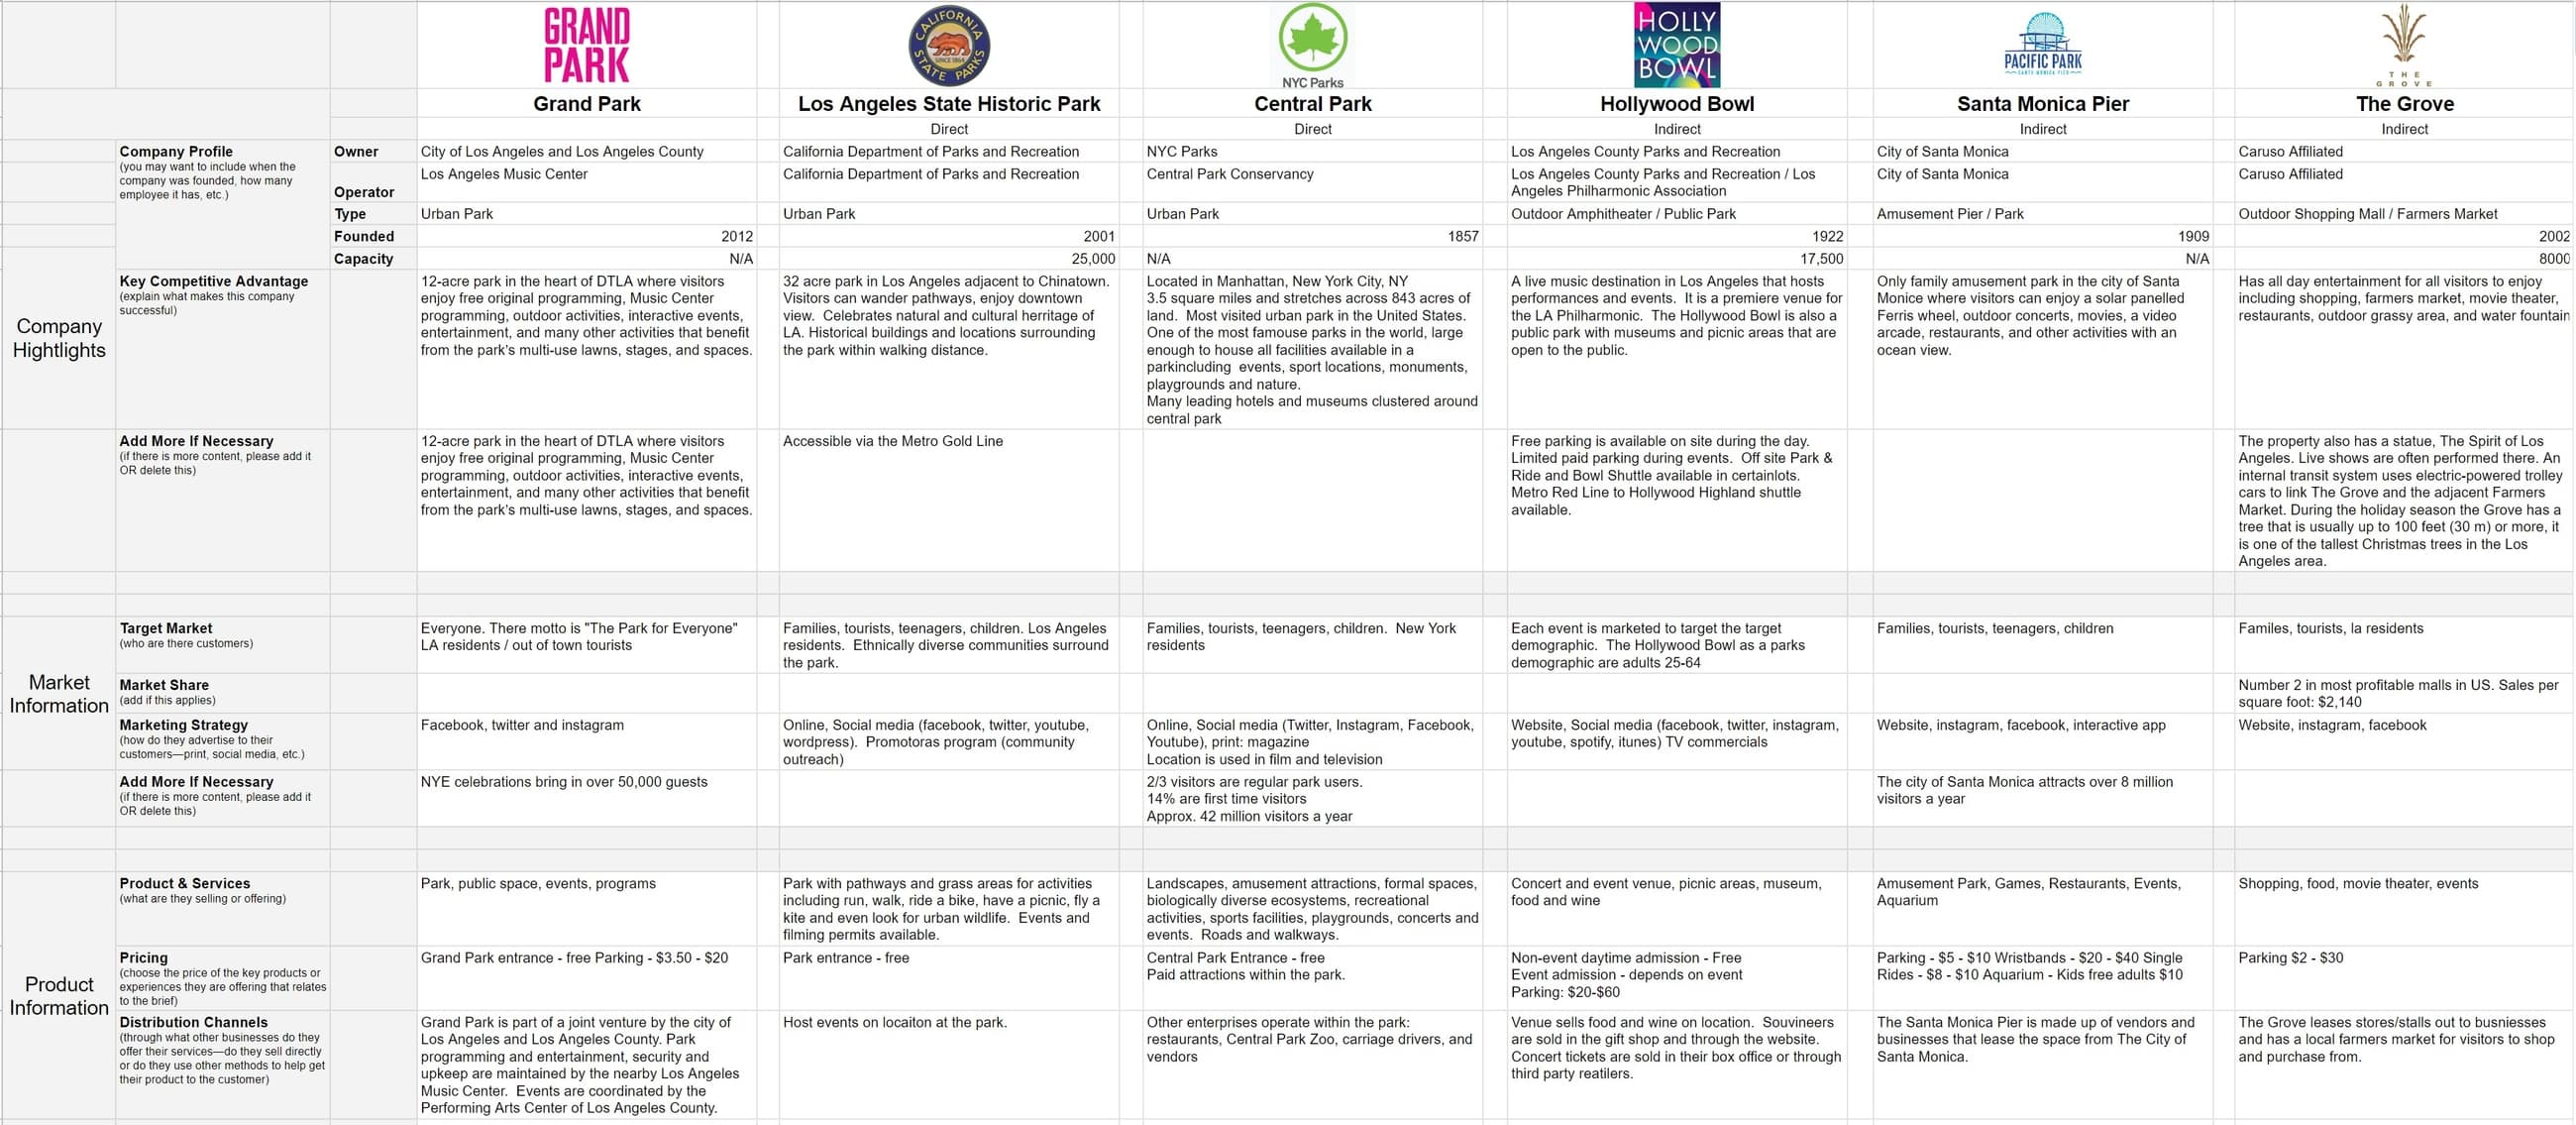 GRAND
PARK
CALIFORNIA
SINCE 1864
STATE PARKS
NYC Parks
HOLLY
WOOD
BOWL
PACIFIC PARK
SANTA MONICA PIER
THE
GROVE
Grand Park
Los Angeles State Historic Park
Central Park
Hollywood Bowl
Santa Monica Pier
The Grove
Direct
Direct
Indirect
Indirect
Indirect
Company Profile
(you may want to include when the
company was founded, how many
employee it has, etc.)
Owner
City of Los Angeles and Los Angeles County
California Department of Parks and Recreation
NYC Parks
Los Angeles County Parks and Recreation
City of Santa Monica
Caruso Affiliated
Operator
Los Angeles Music Center
California Department of Parks and Recreation
Central Park Conservancy
Los Angeles County Parks and Recreation / Los
Angeles Philharmonic Association
City of Santa Monica
Caruso Affiliated
Type
Urban Park
Urban Park
Urban Park
Outdoor Amphitheater / Public Park
Amusement Pier / Park
Outdoor Shopping Mall / Farmers Market
Founded
2012
2001
1857
1922
1909
2002
Capacity
N/A
25,000
N/A
17,500
N/A
8000
Company
Hightlights
Key Competitive Advantage
(explain what makes this company
successful)
12-acre park in the heart of DTLA where visitors
enjoy free original programming, Music Center
programming, outdoor activities, interactive events,
entertainment, and many other activities that benefit
from the park's multi-use lawns, stages, and spaces.
32 acre park in Los Angeles adjacent to Chinatown.
Visitors can wander pathways, enjoy downtown
view.  Celebrates natural and cultural herritage of
LA. Historical buildings and locations surrounding
the park within walking distance.
Located in Manhattan, New York City, NY
3.5 square miles and stretches across 843 acres of
land.  Most visited urban park in the United States.
One of the most famouse parks in the world, large
enough to house all facilities available in a
parkincluding  events, sport locations, monuments,
playgrounds and nature.
Many leading hotels and museums clustered around
central park
A live music destination in Los Angeles that hosts
performances and events.  It is a premiere venue for
the LA Philharmonic.  The Hollywood Bowl is also a
public park with museums and picnic areas that are
open to the public.
Only family amusement park in the city of Santa
Monice where visitors can enjoy a solar panelled
Ferris wheel, outdoor concerts, movies, a video
arcade, restaurants, and other activities with an
ocean view.
Has all day entertainment for all visitors to enjoy
including shopping, farmers market, movie theater,
restaurants, outdoor grassy area, and water fountain
Add More If Necessary
(if there is more content, please add it
OR delete this)
12-acre park in the heart of DTLA where visitors
enjoy free original programming, Music Center
programming, outdoor activities, interactive events,
entertainment, and many other activities that benefit
from the park's multi-use lawns, stages, and spaces.
Accessible via the Metro Gold Line
Free parking is available on site during the day.
Limited paid parking during events.  Off site Park &
Ride and Bowl Shuttle available in certainlots.
Metro Red Line to Hollywood Highland shuttle
available.
The property also has a statue, The Spirit of Los
Angeles. Live shows are often performed there. An
internal transit system uses electric-powered trolley
cars to link The Grove and the adjacent Farmers
Market. During the holiday season the Grove has a
tree that is usually up to 100 feet (30 m) or more, it
is one of the tallest Christmas trees in the Los
Angeles area.
Market
Information
Target Market
(who are there customers)
Everyone. There motto is "The Park for Everyone"
LA residents / out of town tourists
Families, tourists, teenagers, children. Los Angeles
residents.  Ethnically diverse communities surround
the park.
Families, tourists, teenagers, children.  New York
residents
Each event is marketed to target the target
demographic.  The Hollywood Bowl as a parks
demographic are adults 25-64
Families, tourists, teenagers, children
Familes, tourists, la residents
Market Share
(add if this applies)
Number 2 in most profitable malls in US. Sales per
square foot: $2,140
Marketing Strategy
(how do they advertise to their
customers—print, social media, etc.)
Facebook, twitter and instagram
Online, Social media (facebook, twitter, youtube,
wordpress).  Promotoras program (community
outreach)
Online, Social media (Twitter, Instagram, Facebook,
Youtube), print: magazine
Location is used in film and television
Website, Social media (facebook, twitter, instagram,
youtube, spotify, itunes) TV commercials
Website, instagram, facebook, interactive app
Website, instagram, facebook
Add More If Necessary
(if there is more content, please add it
OR delete this)
NYE celebrations bring in over 50,000 guests
2/3 visitors are regular park users.
14% are first time visitors
Approx. 42 million visitors a year
The city of Santa Monica attracts over 8 million
visitors a year
Product
Information
Product & Services
(what are they selling or offering)
Park, public space, events, programs
Park with pathways and grass areas for activities
including run, walk, ride a bike, have a picnic, fly a
kite and even look for urban wildlife.  Events and
filming permits available.
Landscapes, amusement attractions, formal spaces,
biologically diverse ecosystems, recreational
activities, sports facilities, playgrounds, concerts and
events.  Roads and walkways.
Concert and event venue, picnic areas, museum,
food and wine
Amusement Park, Games, Restaurants, Events,
Aquarium
Shopping, food, movie theater, events
Pricing
(choose the price of the key products or
experiences they are offering that relates
to the brief)
Grand Park entrance - free Parking - $3.50 - $20
Park entrance - free
Central Park Entrance - free
Paid attractions within the park.
Non-event daytime admission - Free
Event admission - depends on event
Parking: $20-$60
Parking - $5 - $10 Wristbands - $20 - $40 Single
Rides - $8 - $10 Aquarium - Kids free adults $10
Parking $2 - $30
Distribution Channels
(through what other businesses do they
offer their services—do they sell directly
or do they use other methods to help get
their product to the customer)
Grand Park is part of a joint venture by the city of
Los Angeles and Los Angeles County. Park
programming and entertainment, security and
upkeep are maintained by the nearby Los Angeles
Music Center.  Events are coordinated by the
Performing Arts Center of Los Angeles County.
Host events on locaiton at the park.
Other enterprises operate within the park:
restaurants, Central Park Zoo, carriage drivers, and
vendors
Venue sells food and wine on location.  Souvineers
are sold in the gift shop and through the website.
Concert tickets are sold in their box office or through
third party reatilers.
The Santa Monica Pier is made up of vendors and
businesses that lease the space from The City of
Santa Monica.
The Grove leases stores/stalls out to busniesses
and has a local farmers market for visitors to shop
and purchase from.